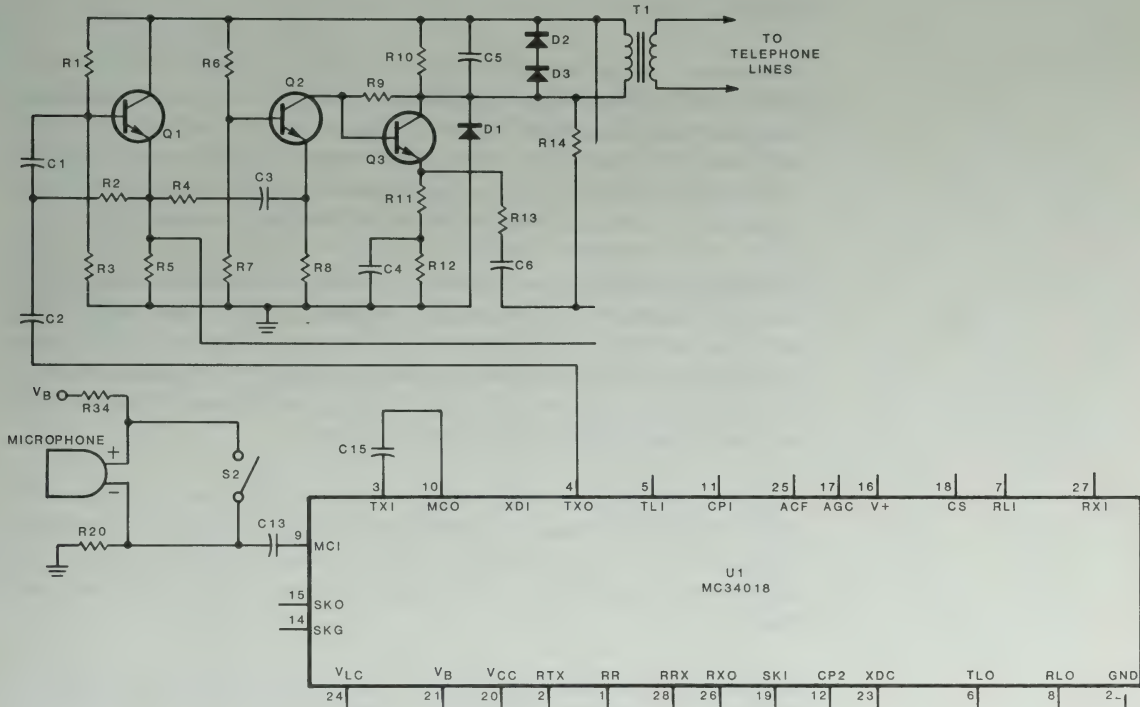 T1
TO
TELEPHONE
LINES
R1
R6
R10
C5
D2
D3
Q2
R9
Q1
Q3
D1
R14
C1
R2
R4
C3
R11
R13
R3
R5
R7
R8
C4
R12
C6
C2
VB
R34
MICROPHONE
+
−
S2
R20
C13
C15
3 10 4 5 11 25 17 16 18 7 27
TXI MCO XDI TXO TLI CPI ACF AGC V+ CS RLI RXI
9 MCI
15 SKO
14 SKG
U1
MC34018
VLC VB VCC RTX RR RRX RXO SKI CP2 XDC TLO RLO GND
24 21 20 2 1 28 26 19 12 23 6 8